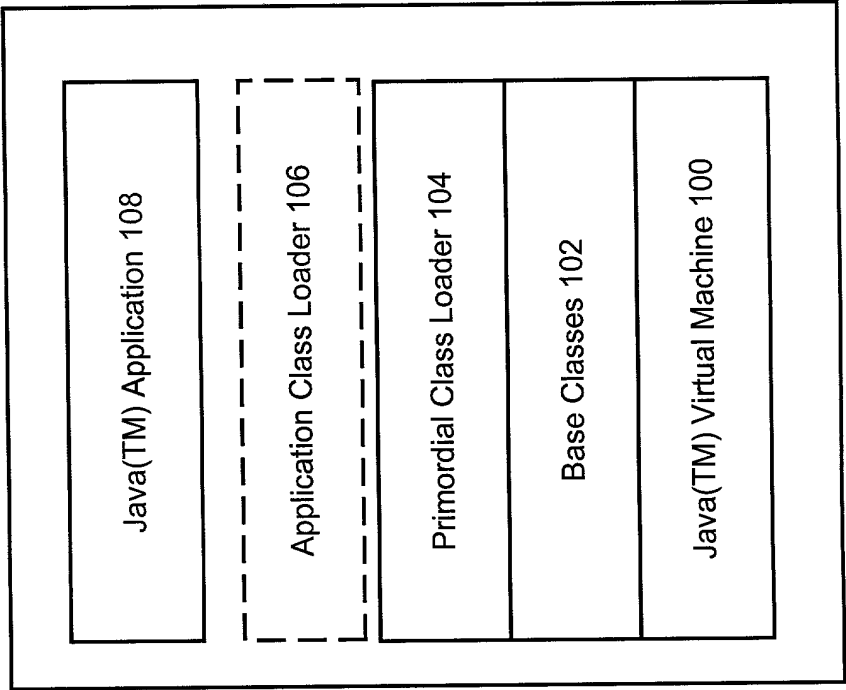 Java(TM) Application 108
Application Class Loader 106
Primordial Class Loader 104
Base Classes 102
Java(TM) Virtual Machine 100